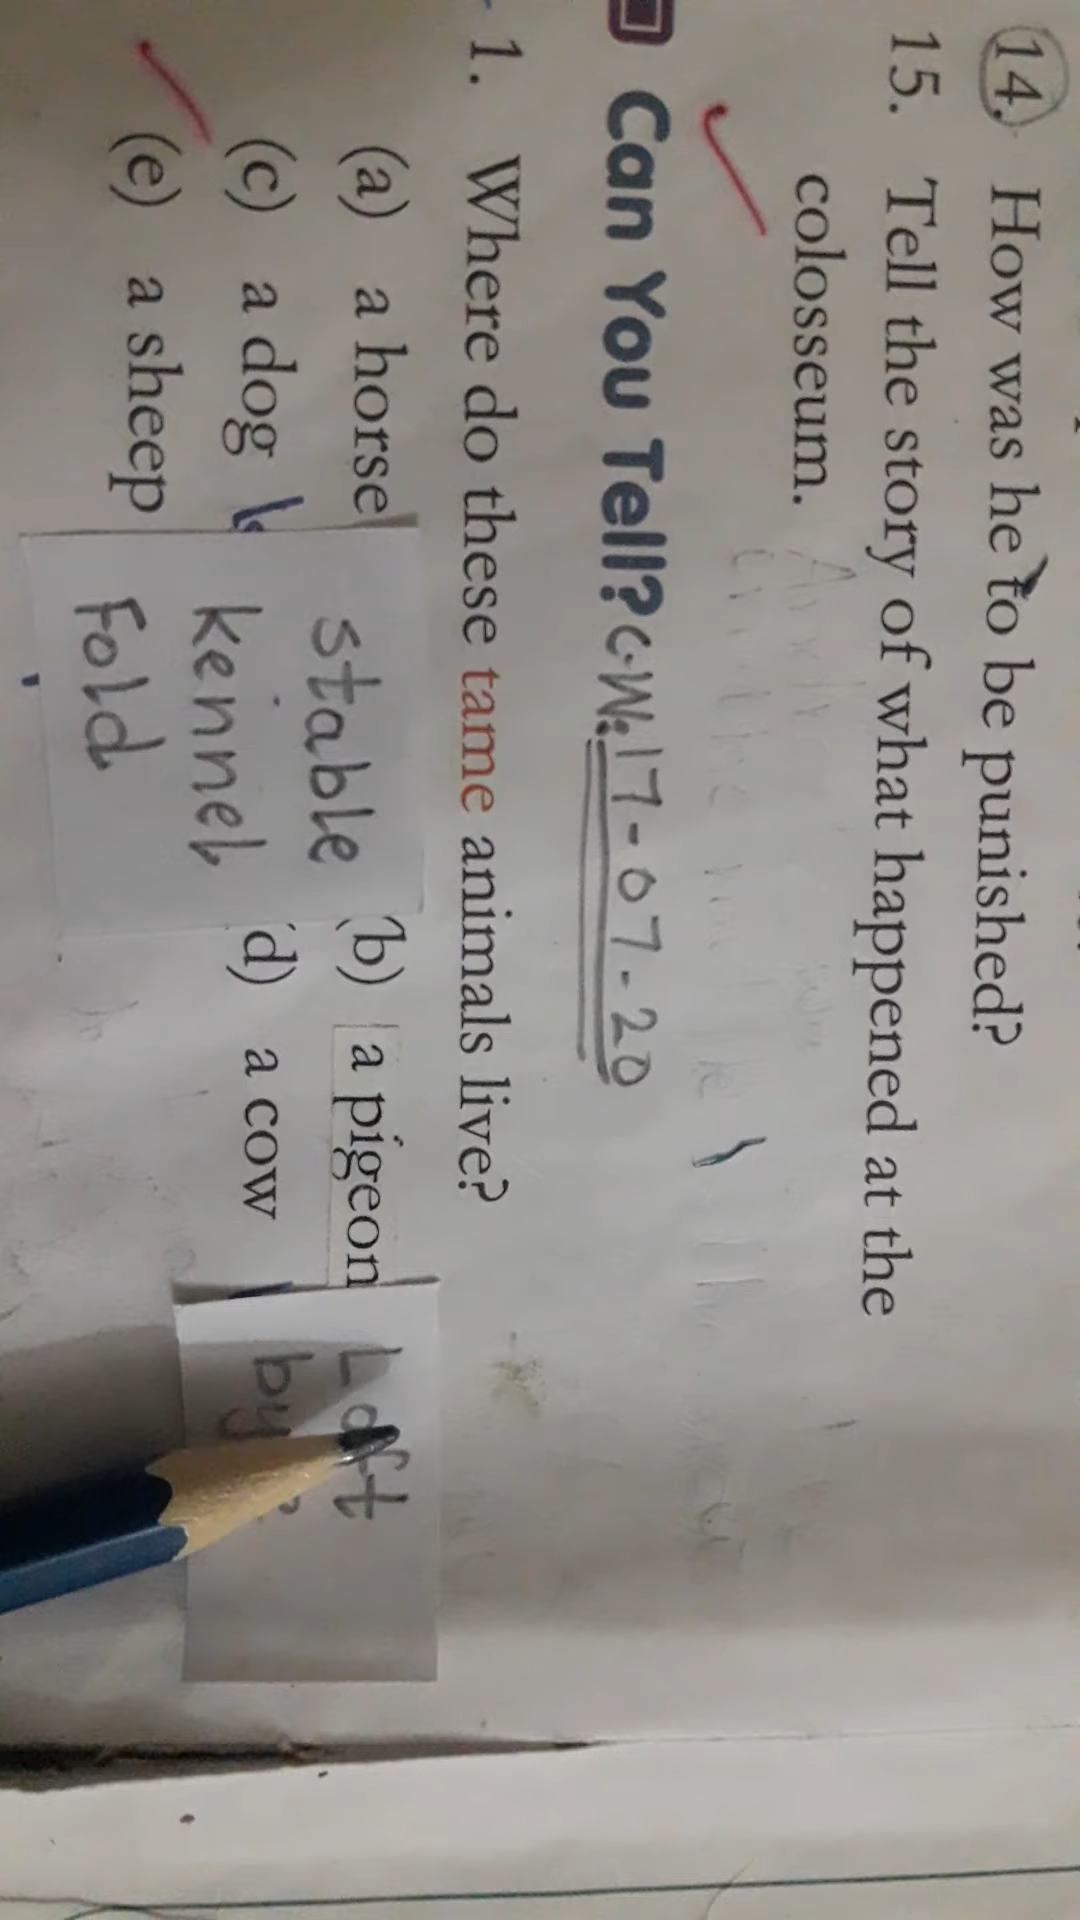 14. How was he to be punished?
15. Tell the story of what happened at the
colosseum.
Can You Tell? C.W. 17-07-20
1. Where do these tame animals live?
(a) a horse stable (b) a pigeon Loft
(c) a dog kennel d) a cow
(e) a sheep Fold